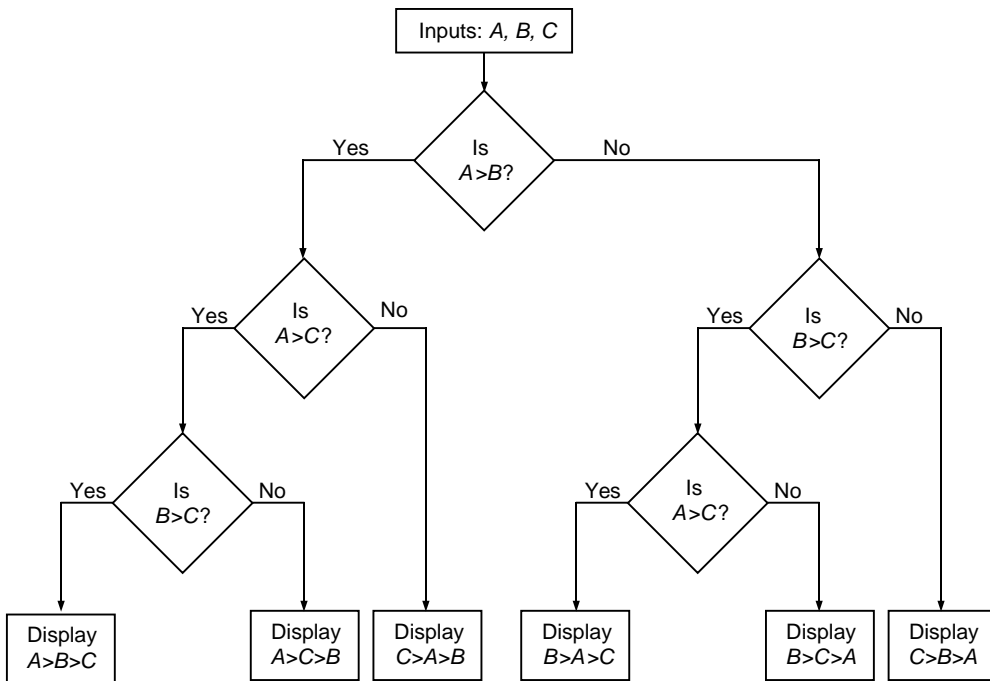 Inputs: A, B, C
Yes
Is
A>B?
No
Yes
Is
A>C?
No
Yes
Is
B>C?
No
Yes
Is
B>C?
No
Yes
Is
A>C?
No
Display
A>B>C
Display
A>C>B
Display
C>A>B
Display
B>A>C
Display
B>C>A
Display
C>B>A